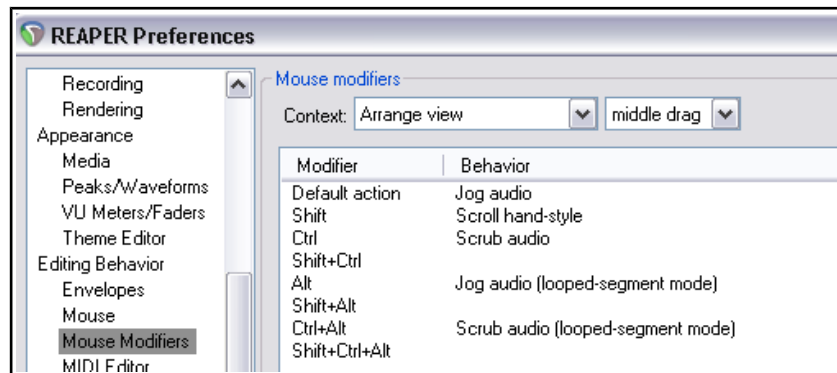 REAPER Preferences
Recording
Rendering
Appearance
Media
Peaks/Waveforms
VU Meters/Faders
Theme Editor
Editing Behavior
Envelopes
Mouse
Mouse Modifiers
MIDI Editor
Mouse modifiers
Context: Arrange view middle drag
Modifier Behavior
Default action Jog audio
Shift Scroll hand-style
Ctrl Scrub audio
Shift+Ctrl
Alt Jog audio (looped-segment mode)
Shift+Alt
Ctrl+Alt Scrub audio (looped-segment mode)
Shift+Ctrl+Alt